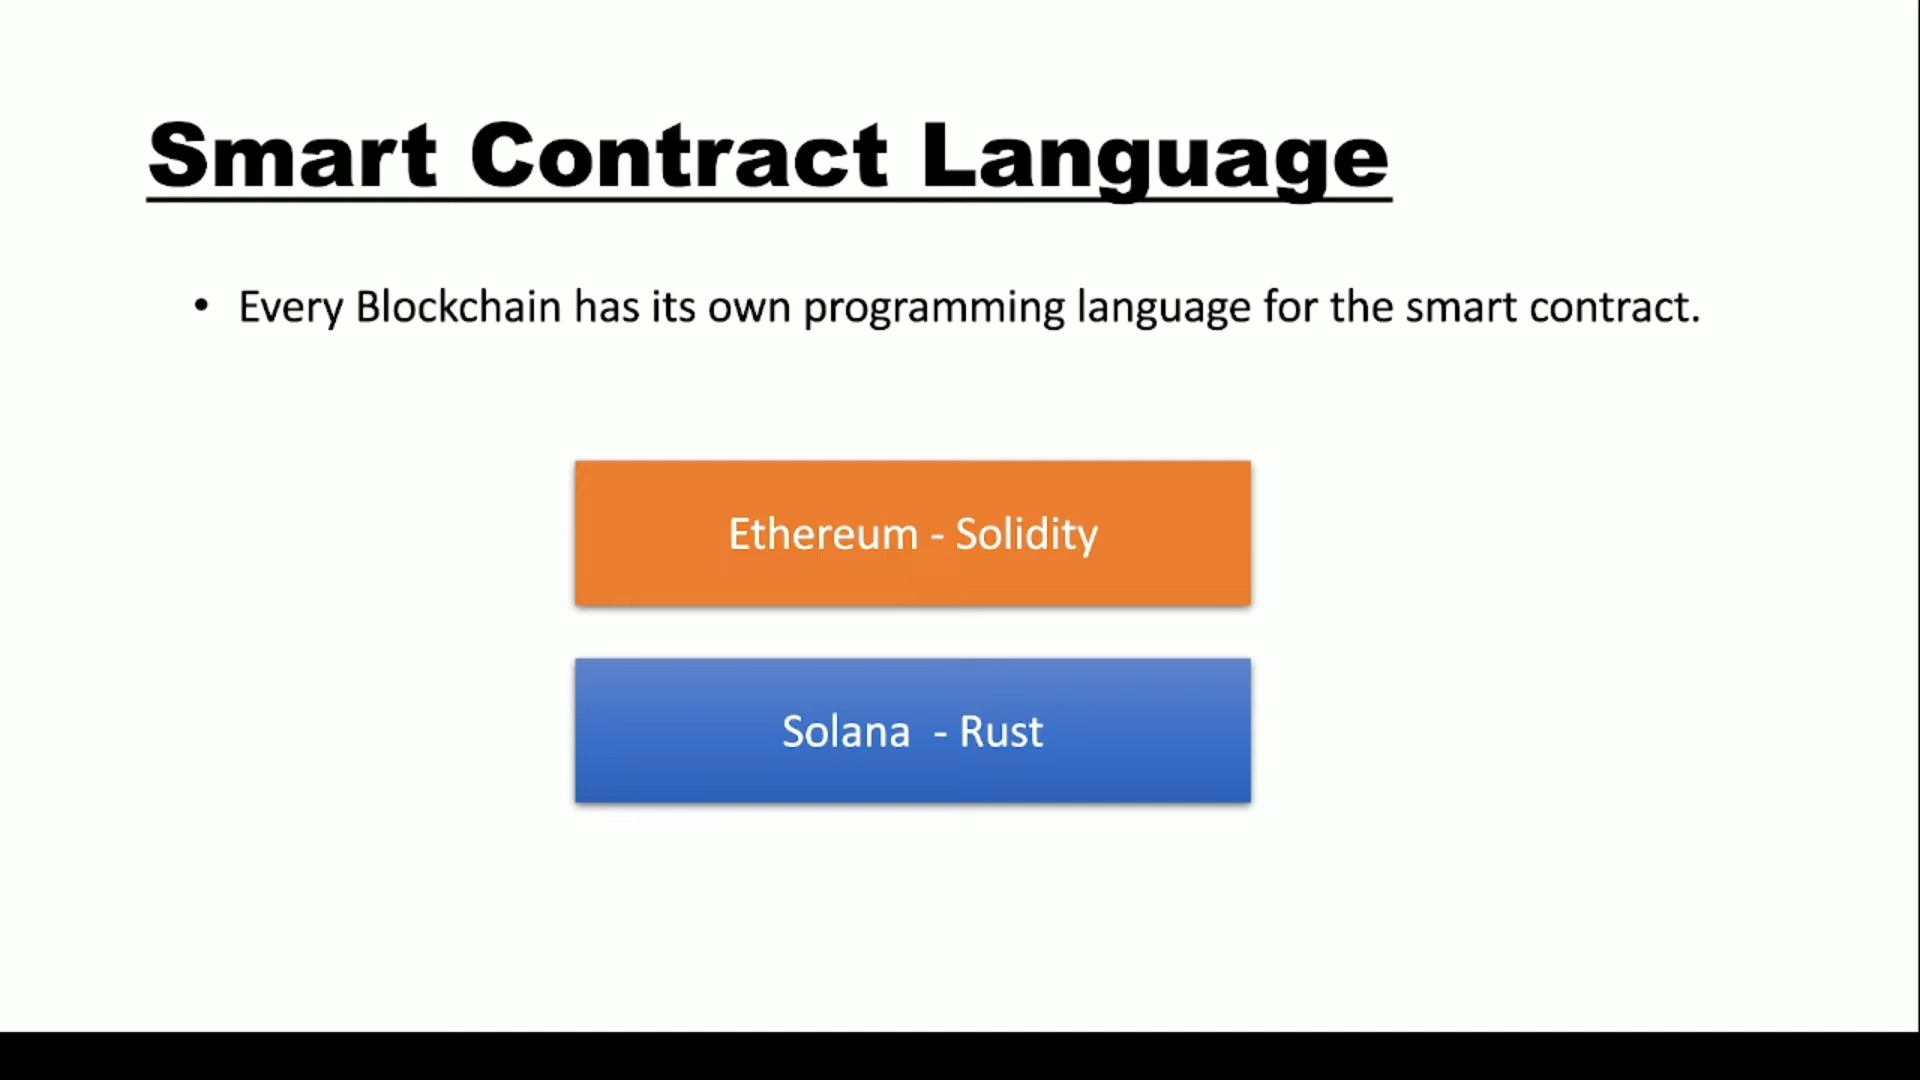 Smart Contract Language
• Every Blockchain has its own programming language for the smart contract.
Ethereum - Solidity
Solana  - Rust